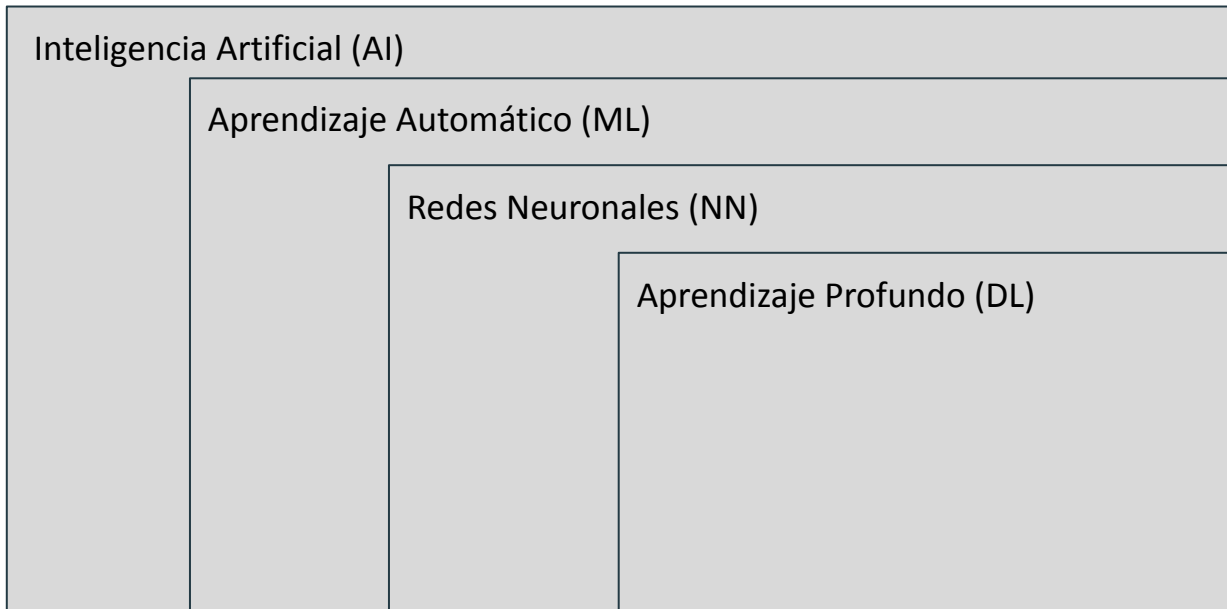 Inteligencia Artificial (AI)
Aprendizaje Automático (ML)
Redes Neuronales (NN)
Aprendizaje Profundo (DL)